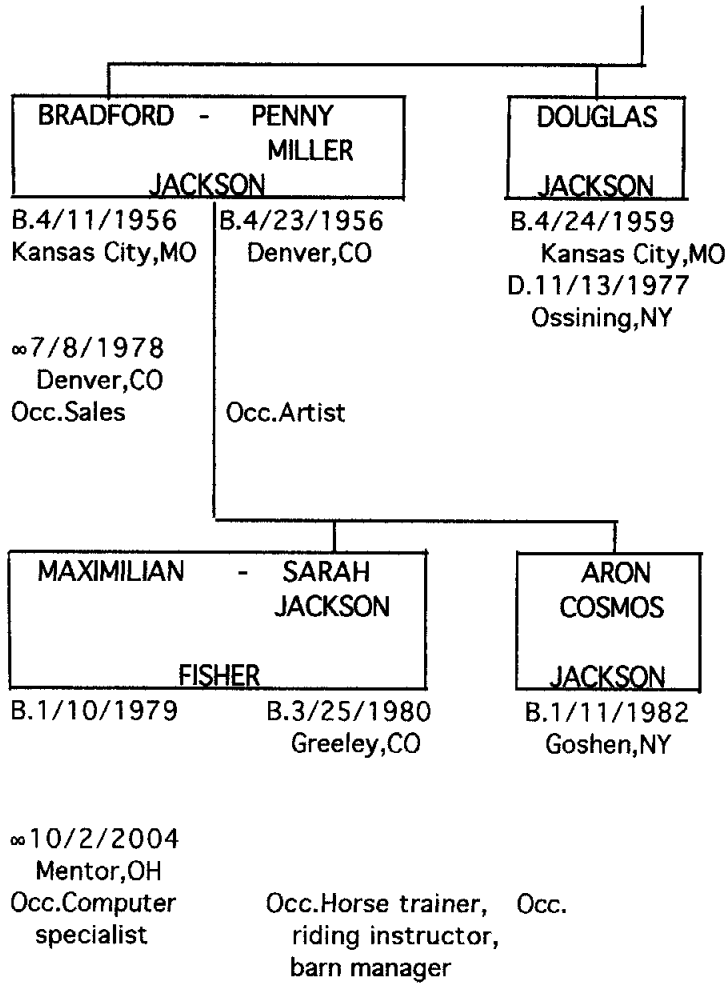 BRADFORD - PENNY
MILLER
JACKSON
B.4/11/1956 B.4/23/1956
Kansas City,MO Denver,CO
∞7/8/1978
Denver,CO
Occ.Sales Occ.Artist
DOUGLAS
JACKSON
B.4/24/1959
Kansas City,MO
D.11/13/1977
Ossining,NY
MAXIMILIAN - SARAH
JACKSON
FISHER
B.1/10/1979 B.3/25/1980
Greeley,CO
∞10/2/2004
Mentor,OH
Occ.Computer
specialist
Occ.Horse trainer,
riding instructor,
barn manager
ARON
COSMOS
JACKSON
B.1/11/1982
Goshen,NY
Occ.